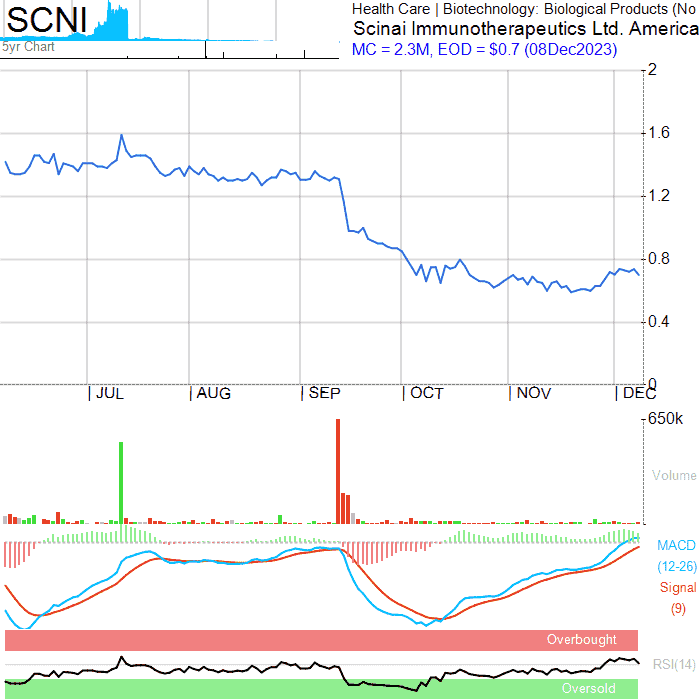 SCNI
5yr Chart
Health Care | Biotechnology: Biological Products (No
Scinai Immunotherapeutics Ltd. America
MC = 2.3M, EOD = $0.7 (08Dec2023)
2
1.6
1.2
0.8
0.4
0
JUL AUG SEP OCT NOV DEC
650k
Volume
MACD
(12-26)
Signal
(9)
Overbought
RSI(14)
Oversold